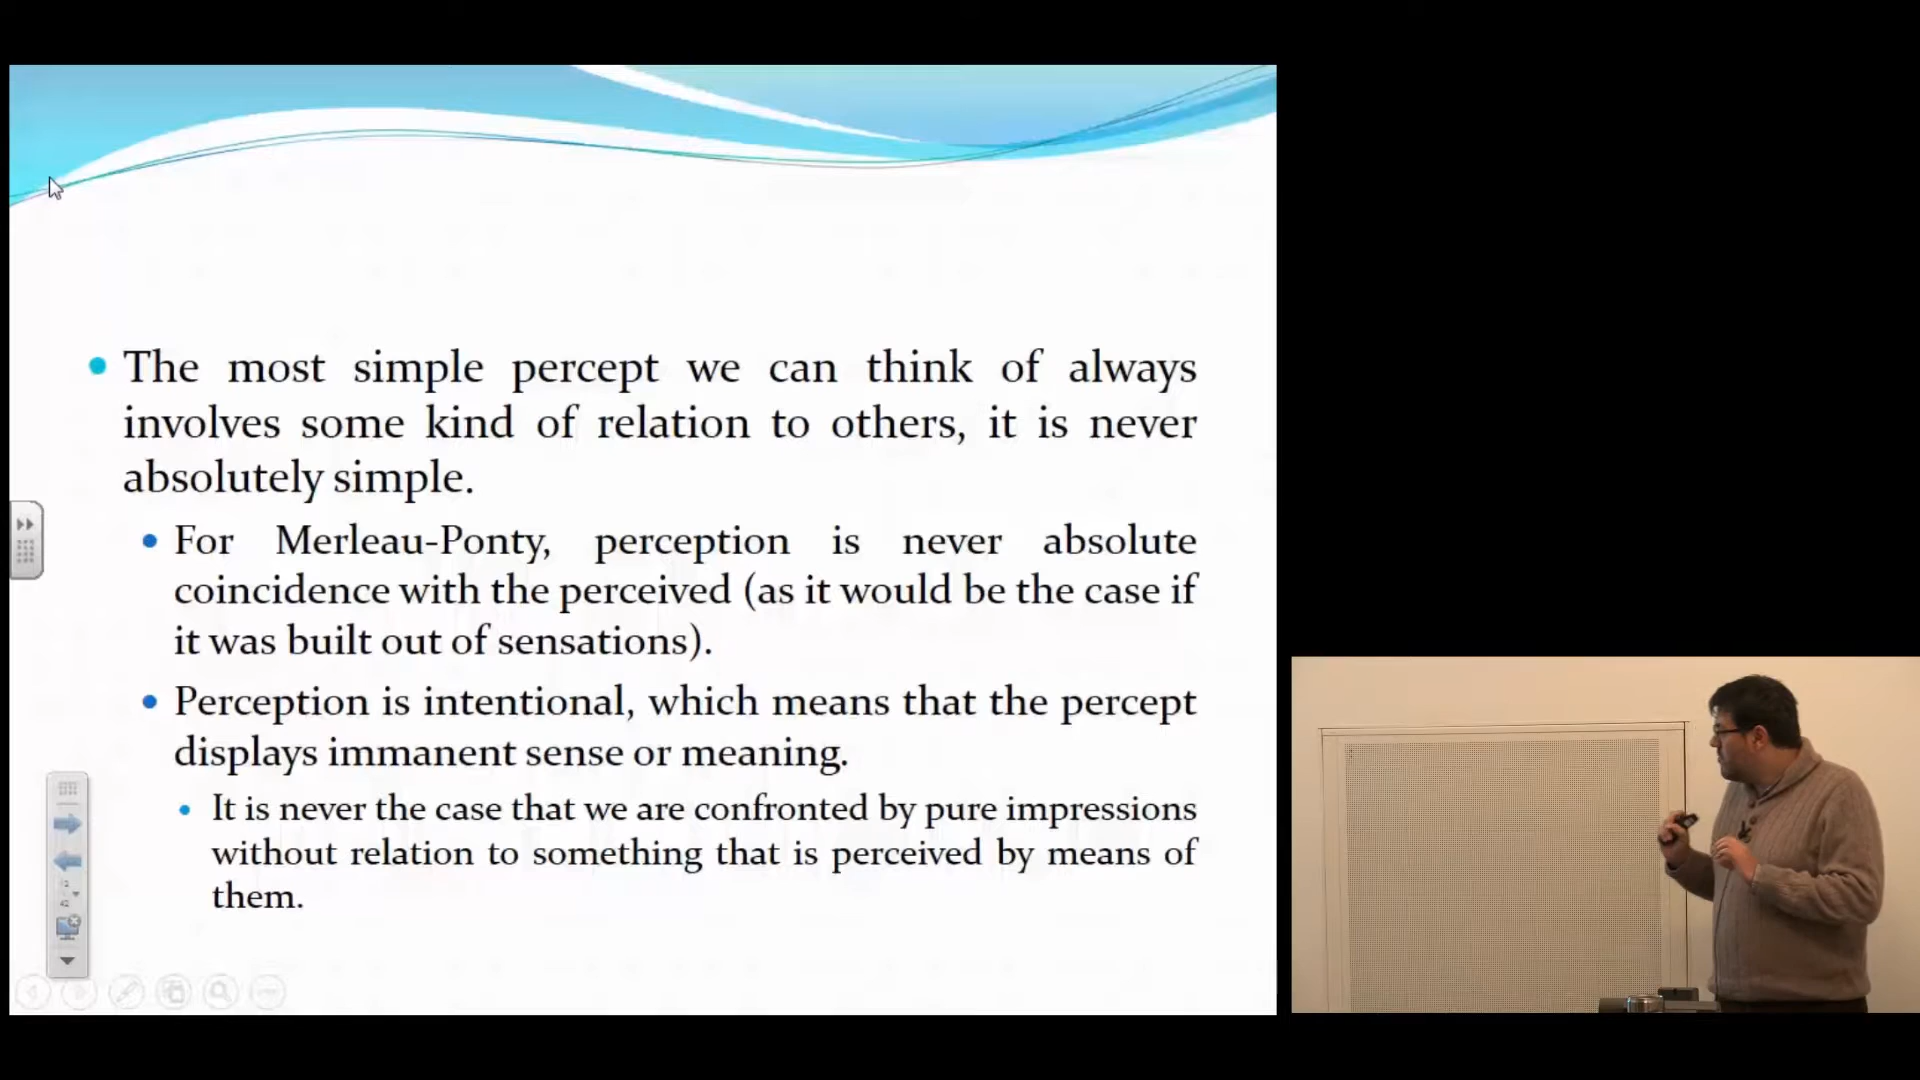 The most simple percept we can think of always
involves some kind of relation to others, it is never
absolutely simple.
For Merleau-Ponty, perception is never absolute
coincidence with the perceived (as it would be the case if
it was built out of sensations).
Perception is intentional, which means that the percept
displays immanent sense or meaning.
It is never the case that we are confronted by pure impressions
without relation to something that is perceived by means of
them.